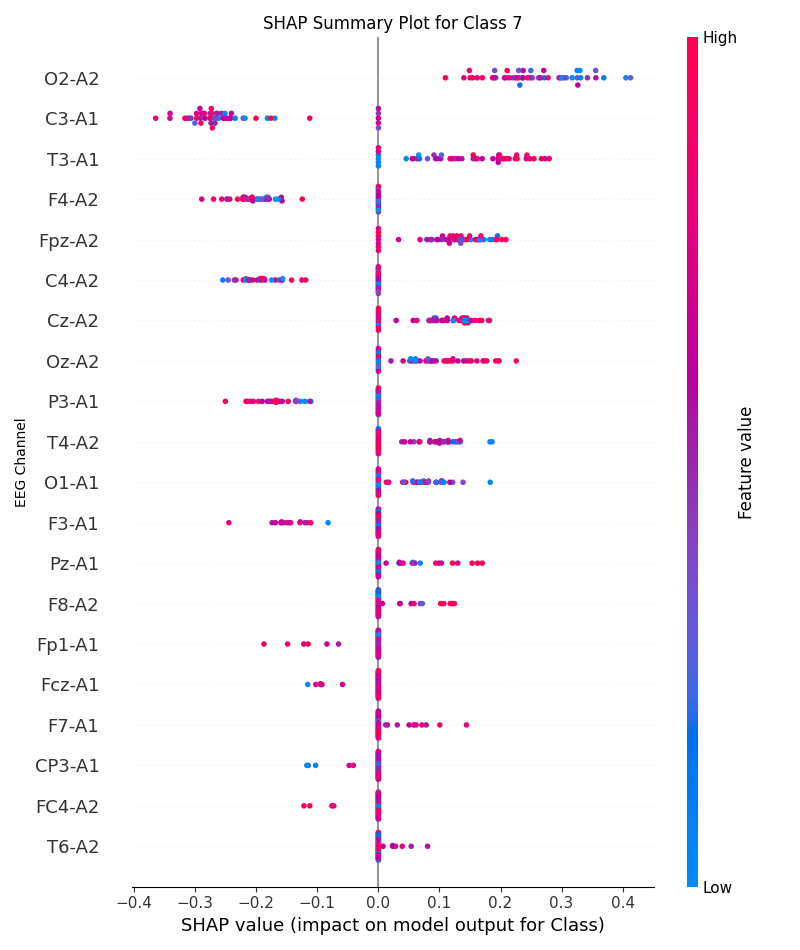 SHAP Summary Plot for Class 7
High
O2-A2
C3-A1
T3-A1
F4-A2
Fpz-A2
C4-A2
Cz-A2
Oz-A2
P3-A1
T4-A2
O1-A1
F3-A1
Pz-A1
F8-A2
Fp1-A1
Fcz-A1
F7-A1
CP3-A1
FC4-A2
T6-A2
EEG Channel
Feature value
Low
−0.4 −0.3 −0.2 −0.1 0.0 0.1 0.2 0.3 0.4
SHAP value (impact on model output for Class)